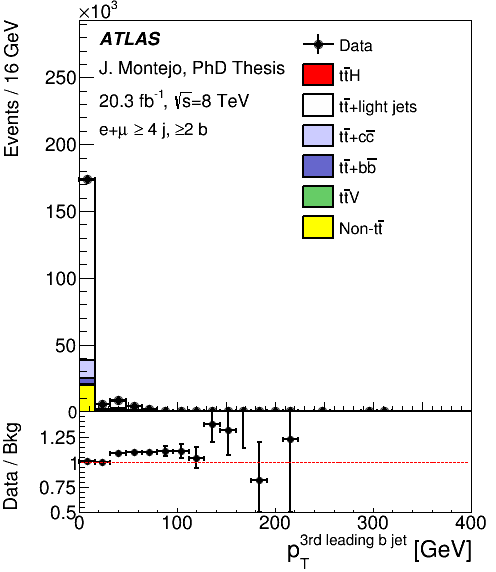 ×10³
Events / 16 GeV
250
200
150
100
50
0
ATLAS
J. Montejo, PhD Thesis
20.3 fb⁻¹, √s=8 TeV
e+μ ≥ 4 j, ≥2 b
Data
tt̄H
tt̄+light jets
tt̄+cc̄
tt̄+bb̄
tt̄V
Non-tt̄
Data / Bkg
1.25
1
0.75
0.5
0 100 200 300 400
p_T^3rd leading b jet [GeV]